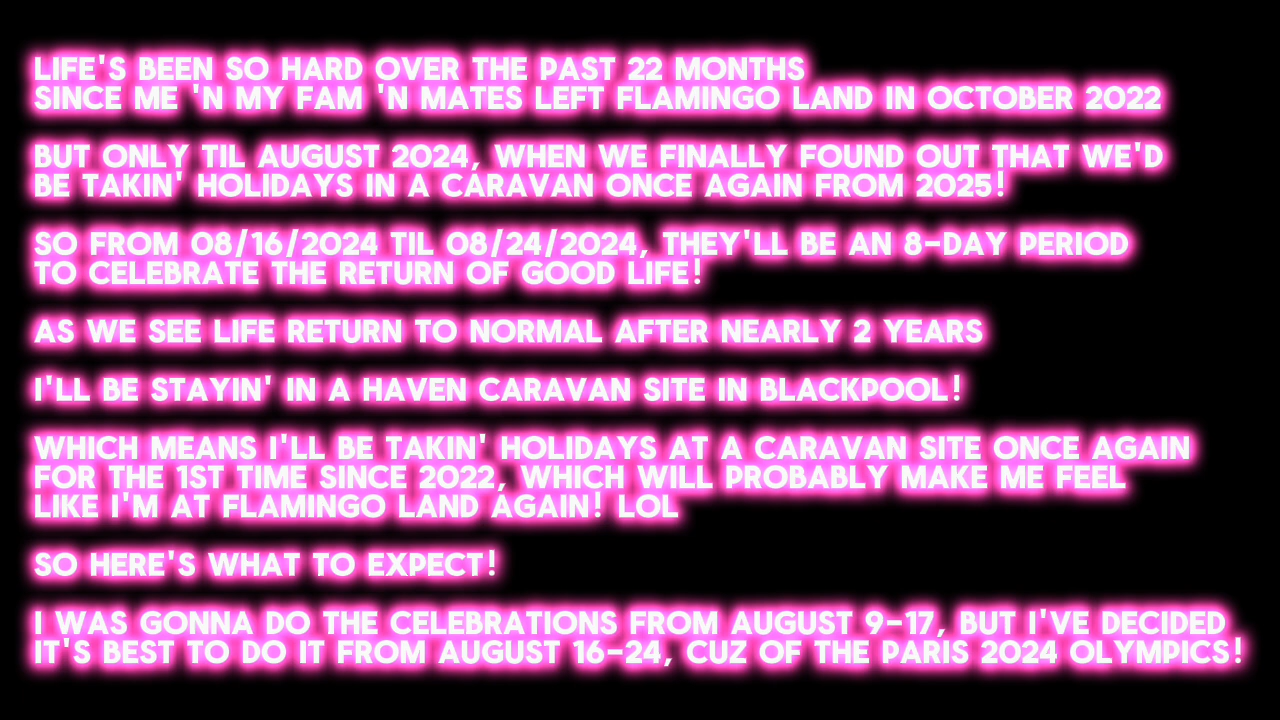 LIFE'S BEEN SO HARD OVER THE PAST 22 MONTHS
SINCE ME 'N MY FAM 'N MATES LEFT FLAMINGO LAND IN OCTOBER 2022
BUT ONLY TIL AUGUST 2024, WHEN WE FINALLY FOUND OUT THAT WE'D
BE TAKIN' HOLIDAYS IN A CARAVAN ONCE AGAIN FROM 2025!
SO FROM 08/16/2024 TIL 08/24/2024, THEY'LL BE AN 8-DAY PERIOD
TO CELEBRATE THE RETURN OF GOOD LIFE!
AS WE SEE LIFE RETURN TO NORMAL AFTER NEARLY 2 YEARS
I'LL BE STAYIN' IN A HAVEN CARAVAN SITE IN BLACKPOOL!
WHICH MEANS I'LL BE TAKIN' HOLIDAYS AT A CARAVAN SITE ONCE AGAIN
FOR THE 1ST TIME SINCE 2022, WHICH WILL PROBABLY MAKE ME FEEL
LIKE I'M AT FLAMINGO LAND AGAIN! LOL
SO HERE'S WHAT TO EXPECT!
I WAS GONNA DO THE CELEBRATIONS FROM AUGUST 9-17, BUT I'VE DECIDED
IT'S BEST TO DO IT FROM AUGUST 16-24, CUZ OF THE PARIS 2024 OLYMPICS!